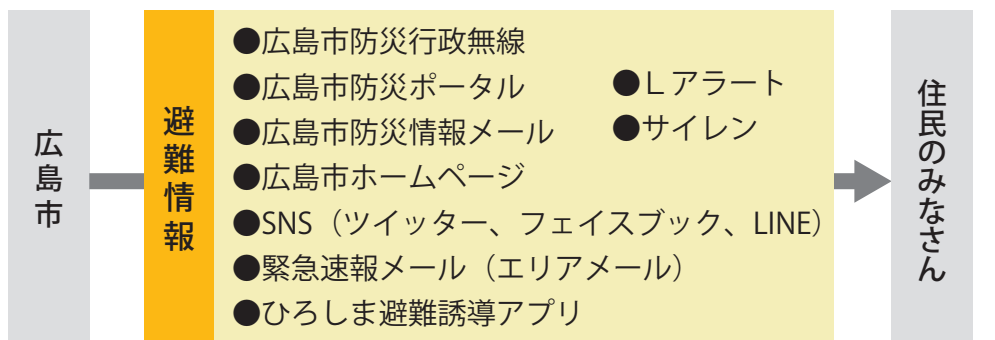 広島市
避難情報
●広島市防災行政無線
●広島市防災ポータル
●Ｌアラート
●広島市防災情報メール
●サイレン
●広島市ホームページ
●SNS（ツイッター、フェイスブック、LINE）
●緊急速報メール（エリアメール）
●ひろしま避難誘導アプリ
住民のみなさん